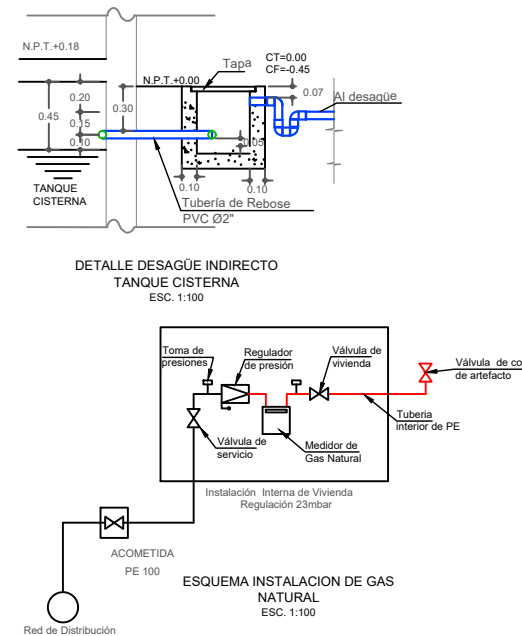 N.P.T.+0.18
N.P.T.+0.00
Tapa
CT=0.00
CF=-0.45
0.07
Al desagüe
0.20
0.30
0.45
0.15
0.10
0.05
0.10
0.10
TANQUE
CISTERNA
Tubería de Rebose
PVC Ø2"
DETALLE DESAGÜE INDIRECTO
TANQUE CISTERNA
ESC. 1:100
Toma de
presiones
Regulador
de presión
Válvula de
vivienda
Válvula de co
de artefacto
Válvula de
servicio
Medidor de
Gas Natural
Tuberia
interior de PE
Instalación Interna de Vivienda
Regulación 23mbar
ACOMETIDA
PE 100
ESQUEMA INSTALACION DE GAS
NATURAL
ESC. 1:100
Red de Distribución